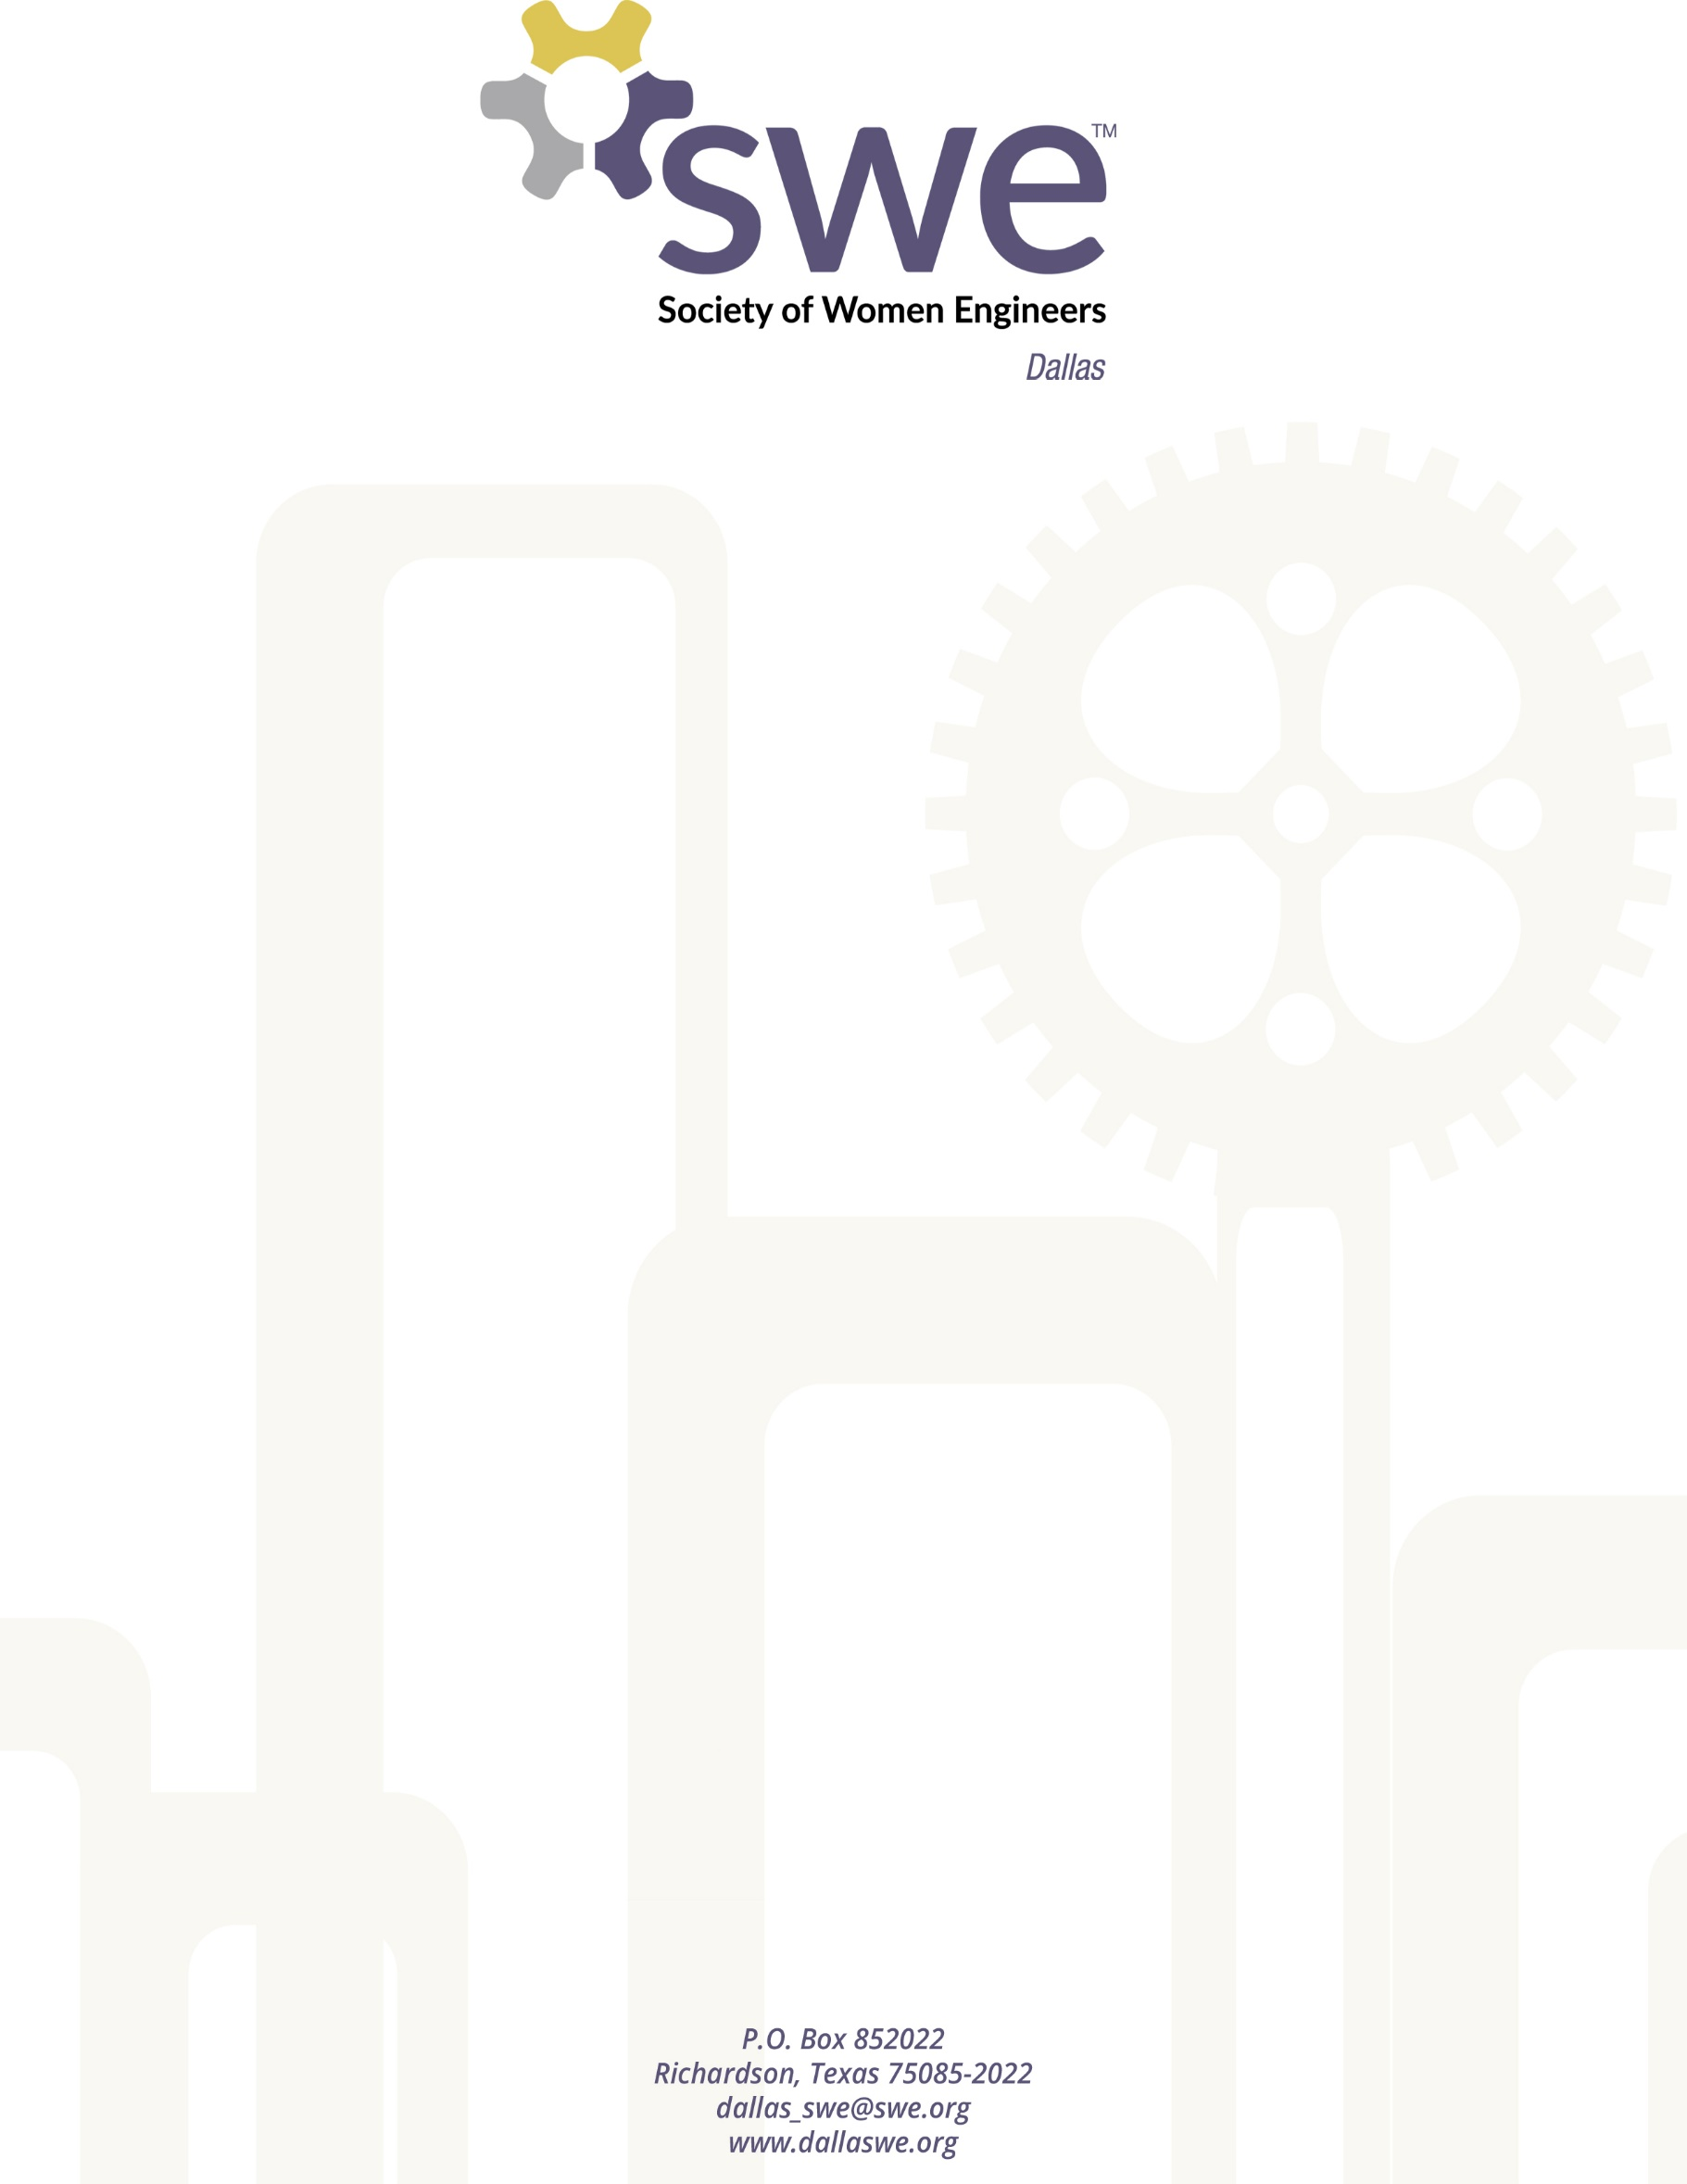 swe™
Society of Women Engineers
Dallas
P.O. Box 852022
Richardson, Texas 75085-2022
dallas_swe@swe.org
www.dallaswe.org